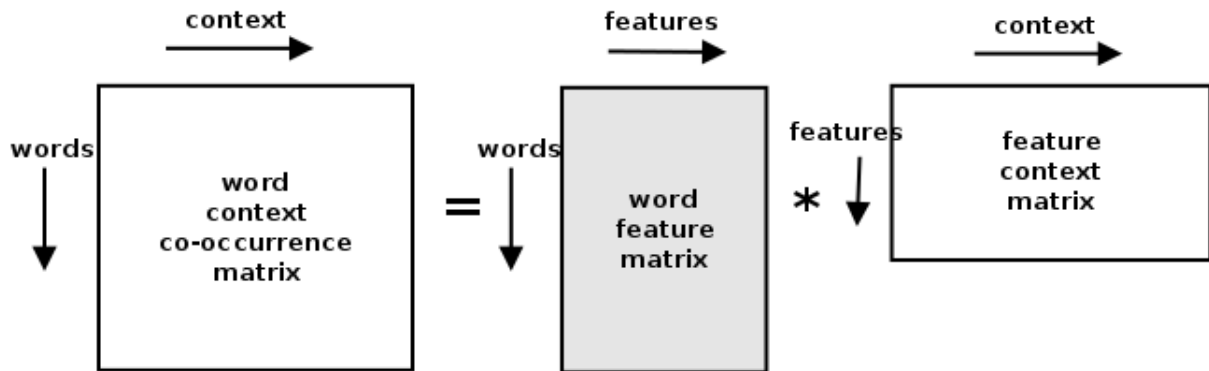 context
features
context
words
word
context
co-occurrence
matrix
=
words
word
feature
matrix
*
features
feature
context
matrix